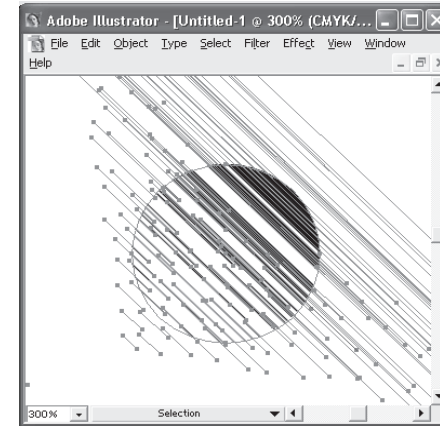 Adobe Illustrator - [Untitled-1 @ 300% (CMYK/...
File Edit Object Type Select Filter Effect View Window
Help
300% Selection